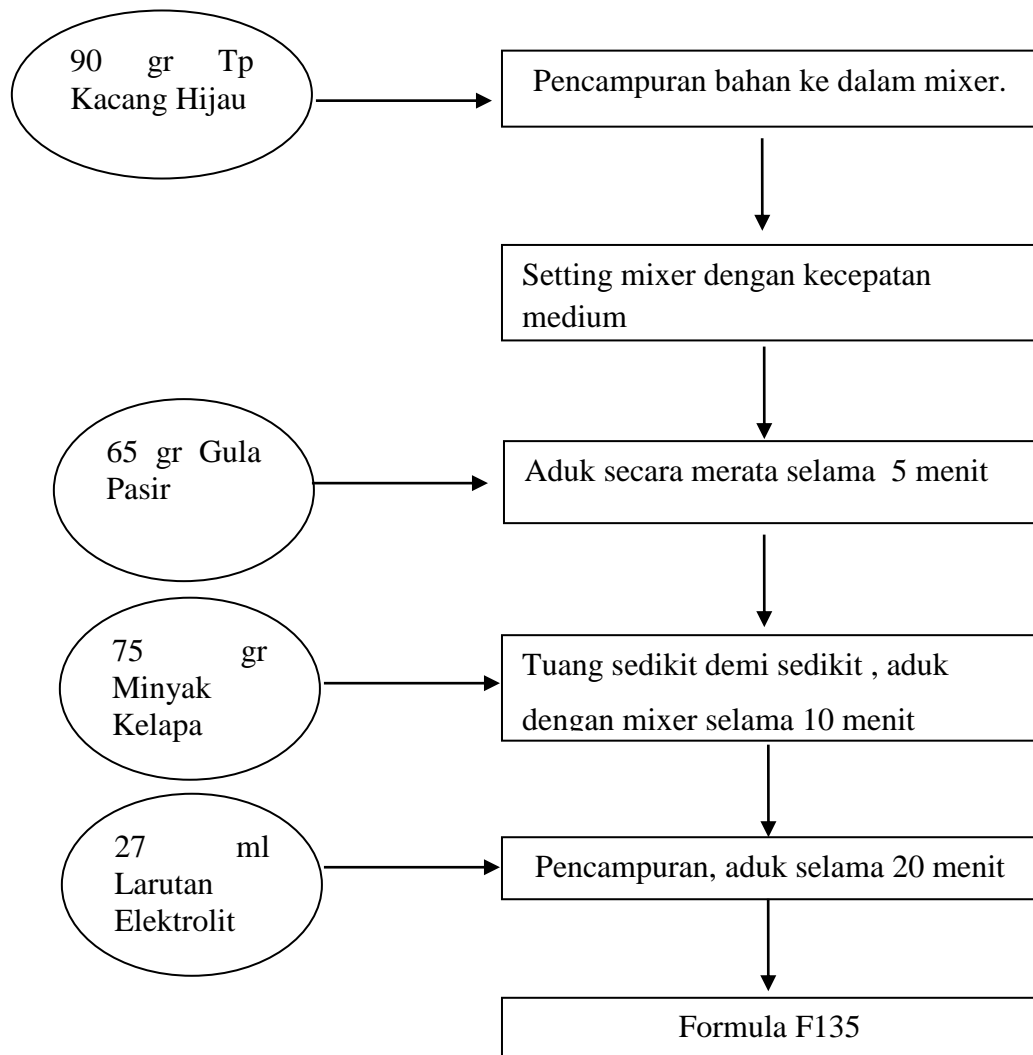 90 gr Tp
Kacang Hijau
Pencampuran bahan ke dalam mixer.
Setting mixer dengan kecepatan
medium
65 gr Gula
Pasir
Aduk secara merata selama 5 menit
75 gr
Minyak
Kelapa
Tuang sedikit demi sedikit , aduk
dengan mixer selama 10 menit
27 ml
Larutan
Elektrolit
Pencampuran, aduk selama 20 menit
Formula F135